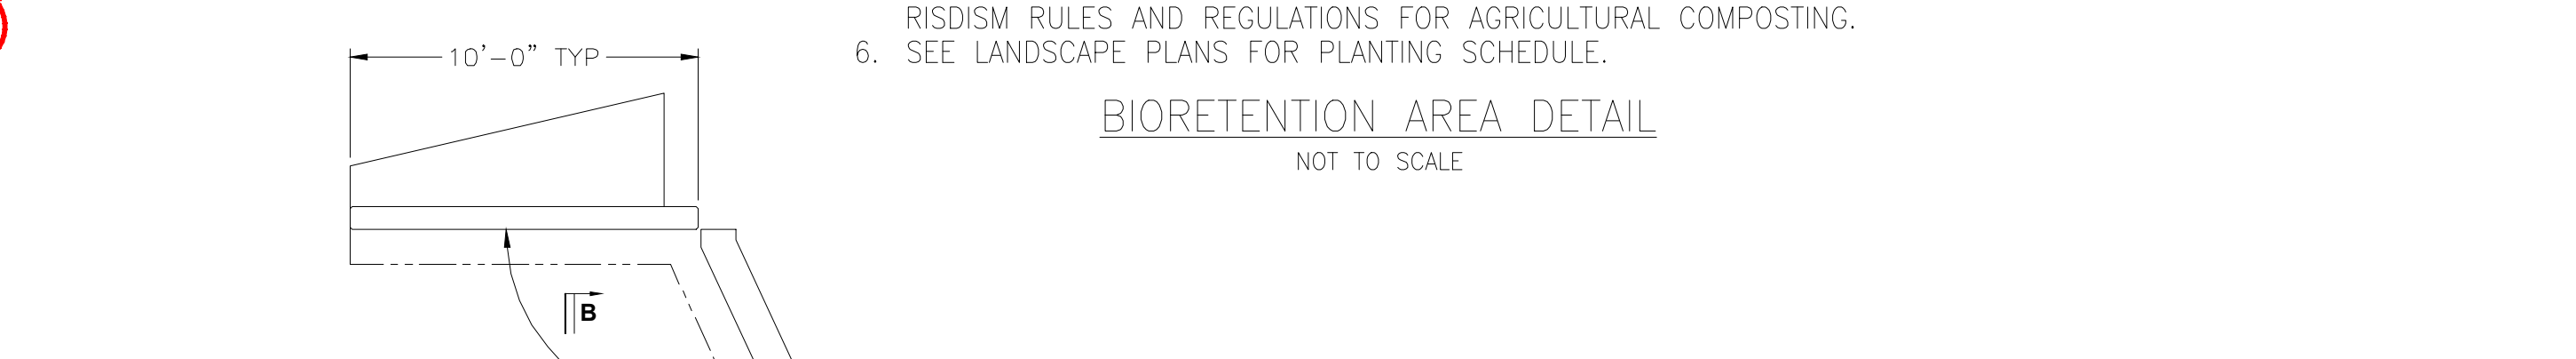 RISDISM RULES AND REGULATIONS FOR AGRICULTURAL COMPOSTING.
6. SEE LANDSCAPE PLANS FOR PLANTING SCHEDULE.
10'-0" TYP
BIORETENTION AREA DETAIL
NOT TO SCALE
B